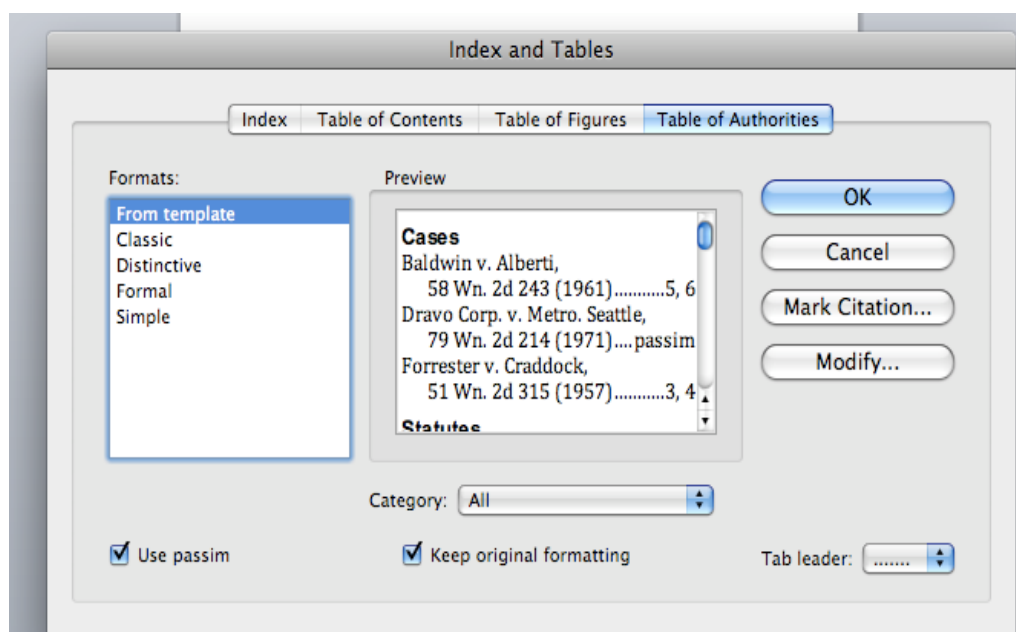 Index and Tables
Index
Table of Contents
Table of Figures
Table of Authorities
Formats:
From template
Classic
Distinctive
Formal
Simple
Preview
Cases
Baldwin v. Alberti,
58 Wn. 2d 243 (1961)...........5, 6
Dravo Corp. v. Metro. Seattle,
79 Wn. 2d 214 (1971)....passim
Forrester v. Craddock,
51 Wn. 2d 315 (1957)............3, 4
Statutes
OK
Cancel
Mark Citation...
Modify...
Category: All
Use passim
Keep original formatting
Tab leader: .......